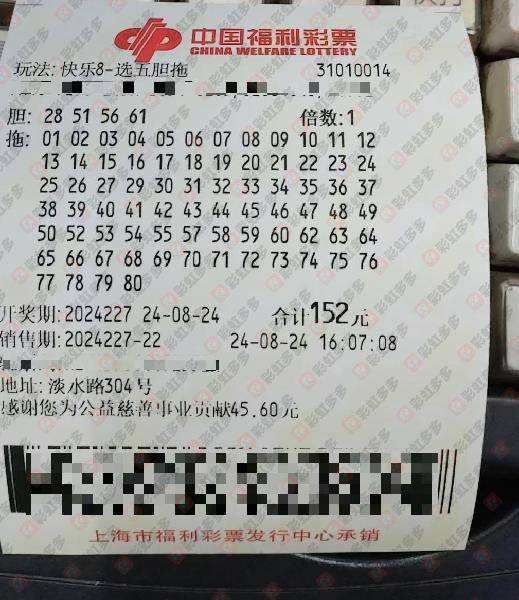 中国福利彩票
CHINA WELFARE LOTTERY
玩法:快乐8-选五胆拖 31010014
胆: 28 51 56 61 倍数:1
拖: 01 02 03 04 05 06 07 08 09 10 11 12
13 14 15 16 17 18 19 20 21 22 23 24
25 26 27 29 30 31 32 33 34 35 36 37
38 39 40 41 42 43 44 45 46 47 48 49
50 52 53 54 55 57 58 59 60 62 63 64
65 66 67 68 69 70 71 72 73 74 75 76
77 78 79 80
开奖期:2024227 24-08-24 合计152元
销售期:2024227-22 24-08-24 16:07:08
地址:淡水路304号
感谢您为公益慈善事业贡献45.60元
上海市福利彩票发行中心承销
彩虹多多